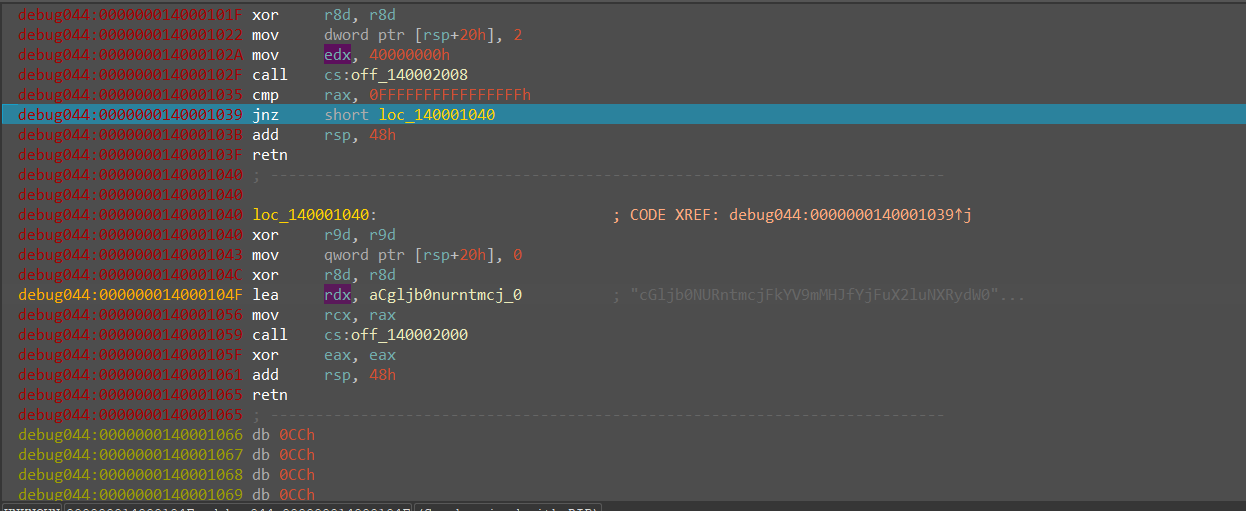 debug044:000000014000101F xor r8d, r8d
debug044:0000000140001022 mov dword ptr [rsp+20h], 2
debug044:000000014000102A mov edx, 40000000h
debug044:000000014000102F call cs:off_140002008
debug044:0000000140001035 cmp rax, 0FFFFFFFFFFFFFFFFh
debug044:0000000140001039 jnz short loc_140001040
debug044:000000014000103B add rsp, 48h
debug044:000000014000103F retn
debug044:0000000140001040 ; ---------------------------------------------------------------------------
debug044:0000000140001040
debug044:0000000140001040 loc_140001040: ; CODE XREF: debug044:0000000140001039↑j
debug044:0000000140001040 xor r9d, r9d
debug044:0000000140001043 mov qword ptr [rsp+20h], 0
debug044:000000014000104C xor r8d, r8d
debug044:000000014000104F lea rdx, aCgljb0nurntmcj_0 ; "cGljb0NURntmcjFkYV9mMHJfYjFuX2luNXRydW0"...
debug044:0000000140001056 mov rcx, rax
debug044:0000000140001059 call cs:off_140002000
debug044:000000014000105F xor eax, eax
debug044:0000000140001061 add rsp, 48h
debug044:0000000140001065 retn
debug044:0000000140001065 ; ---------------------------------------------------------------------------
debug044:0000000140001066 db 0CCh
debug044:0000000140001067 db 0CCh
debug044:0000000140001068 db 0CCh
debug044:0000000140001069 db 0CCh